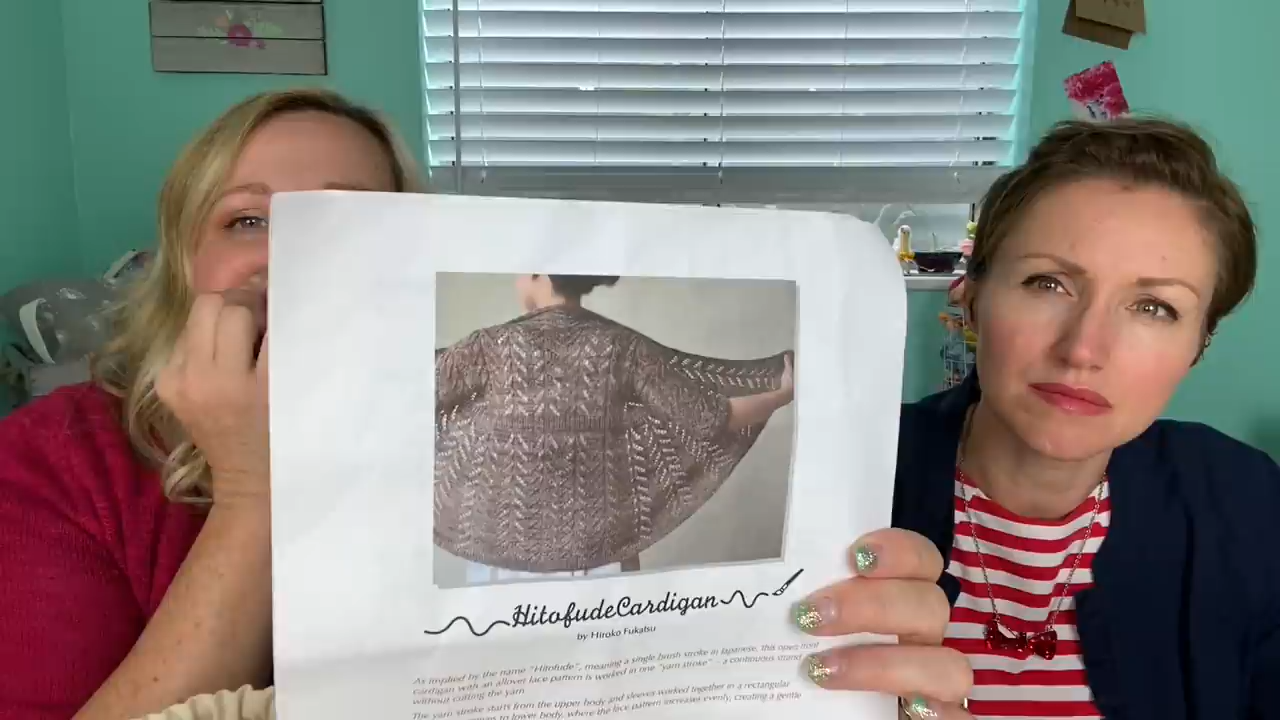 HitofudeCardigan
by Hiroko Fukatsu
As inspired by the name "Hitofude", meaning a single brush stroke in Japanese, this open front
cardigan with an allover lace pattern is worked in one "yarn stroke" - a continuous strand
without cutting the yarn.
The yarn stroke starts from the upper body and sleeves worked together in a rectangular
to lower body, where the lace pattern increases evenly, creating a gentle